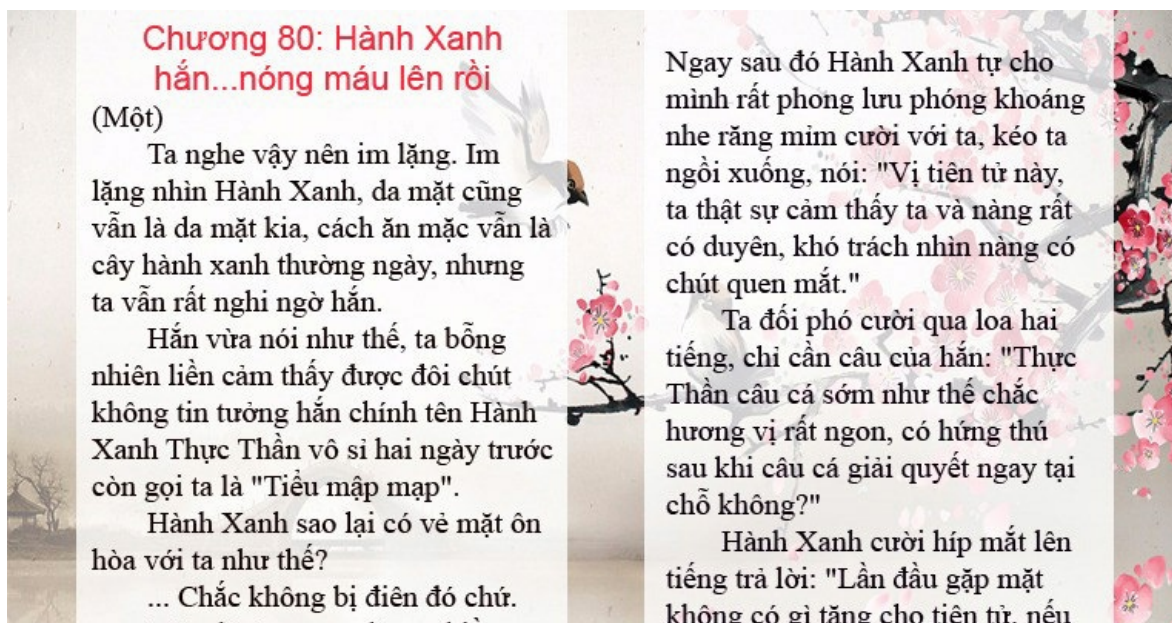 Chương 80: Hành Xanh
hắn...nóng máu lên rồi
(Một)
Ta nghe vậy nên im lặng. Im
lặng nhìn Hành Xanh, da mặt cũng
vẫn là da mặt kia, cách ăn mặc vẫn là
cây hành xanh thường ngày, nhưng
ta vẫn rất nghi ngờ hắn.
Hắn vừa nói như thế, ta bỗng
nhiên liền cảm thấy được đôi chút
không tin tưởng hắn chính tên Hành
Xanh Thực Thần vô sỉ hai ngày trước
còn gọi ta là "Tiểu mập mạp".
Hành Xanh sao lại có vẻ mặt ôn
hòa với ta như thế?
... Chắc không bị điên đó chứ.
Ngay sau đó Hành Xanh tự cho
mình rất phong lưu phóng khoáng
nhe răng mỉm cười với ta, kéo ta
ngồi xuống, nói: "Vị tiên tử này,
ta thật sự cảm thấy ta và nàng rất
có duyên, khó trách nhìn nàng có
chút quen mắt."
Ta đối phó cười qua loa hai
tiếng, chỉ cần câu của hắn: "Thực
Thần câu cá sớm như thế chắc
hương vị rất ngon, có hứng thú
sau khi câu cá giải quyết ngay tại
chỗ không?"
Hành Xanh cười híp mắt lên
tiếng trả lời: "Lần đầu gặp mặt
không có gì tặng cho tiên tử, nếu